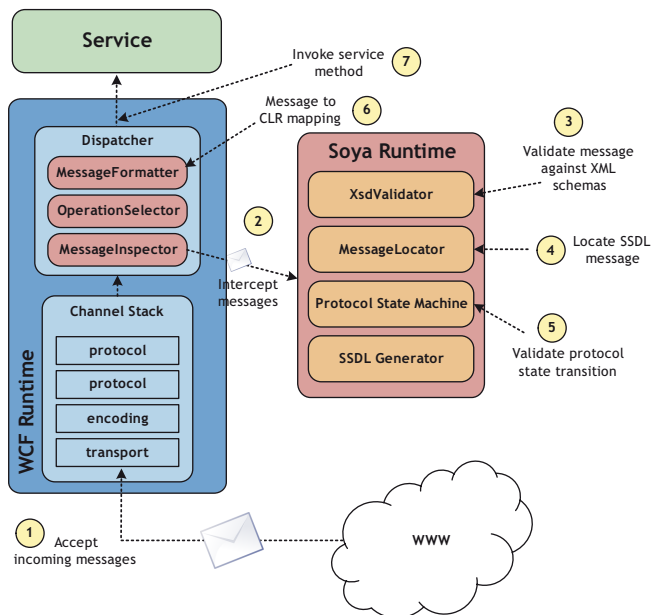 Service
Invoke service
method
7
WCF Runtime
Dispatcher
MessageFormatter
OperationSelector
MessageInspector
Message to
CLR mapping
6
2
Intercept
messages
Soya Runtime
XsdValidator
MessageLocator
Protocol State Machine
SSDL Generator
3
Validate message
against XML
schemas
4
Locate SSDL
message
5
Validate protocol
state transition
Channel Stack
protocol
protocol
encoding
transport
1
Accept
incoming messages
WWW